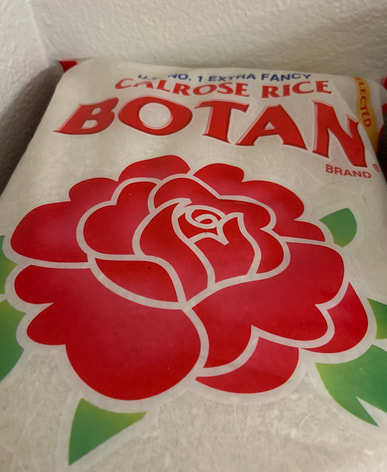 U.S. NO. 1 EXTRA FANCY
CALROSE RICE
BOTAN
BRAND